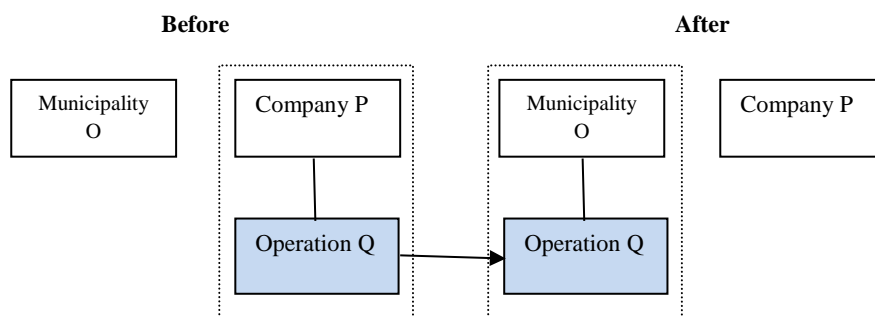 Before
After
Municipality
O
Company P
Municipality
O
Company P
Operation Q
Operation Q